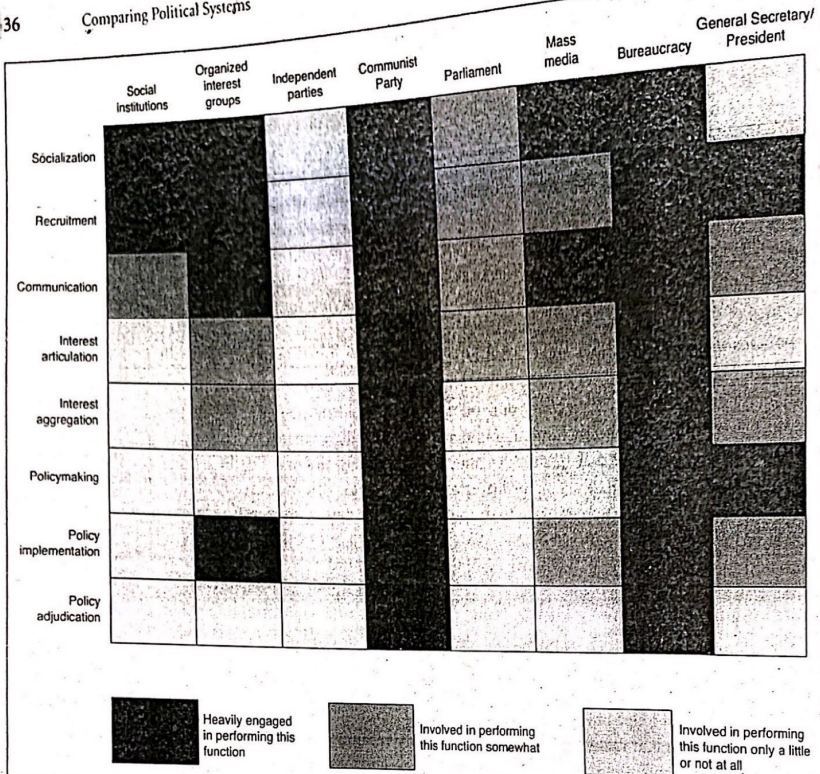 36
Comparing Political Systems
Social
institutions
Organized
interest
groups
Independent
parties
Communist
Party
Parliament
Mass
media
Bureaucracy
General Secretary/
President
Socialization
Recruitment
Communication
Interest
articulation
Interest
aggregation
Policymaking
Policy
implementation
Policy
adjudication
Heavily engaged
in performing this
function
Involved in performing
this function somewhat
Involved in performing
this function only a little
or not at all